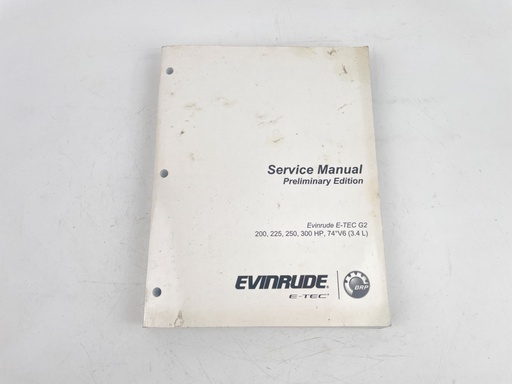 Service Manual
Preliminary Edition
Evinrude E-TEC G2
200, 225, 250, 300 HP, 74°V6 (3.4 L)
EVINRUDE
E-TEC
BRP